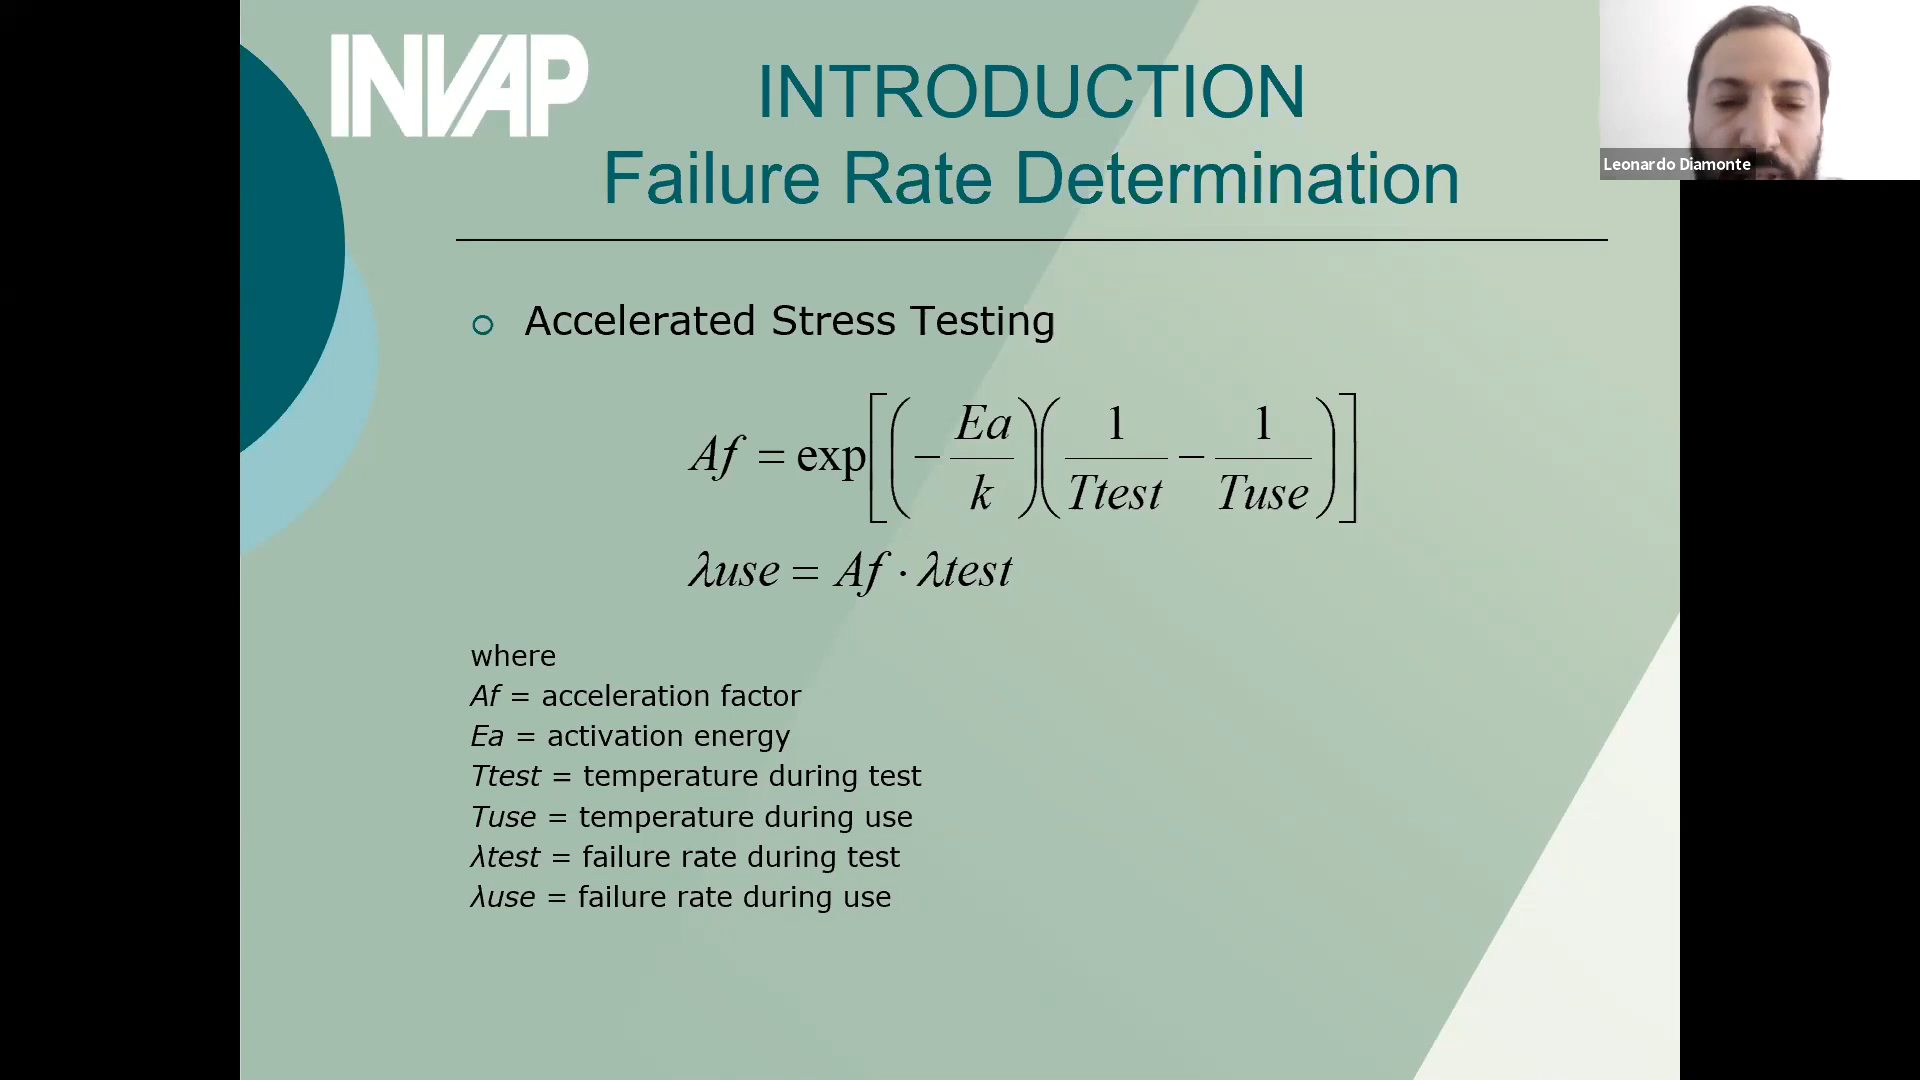 INVAP
INTRODUCTION
Failure Rate Determination
Leonardo Diamonte
Accelerated Stress Testing
Af = exp[(− Ea/k)(1/Ttest − 1/Tuse)]
λuse = Af · λtest
where
Af = acceleration factor
Ea = activation energy
Ttest = temperature during test
Tuse = temperature during use
λtest = failure rate during test
λuse = failure rate during use